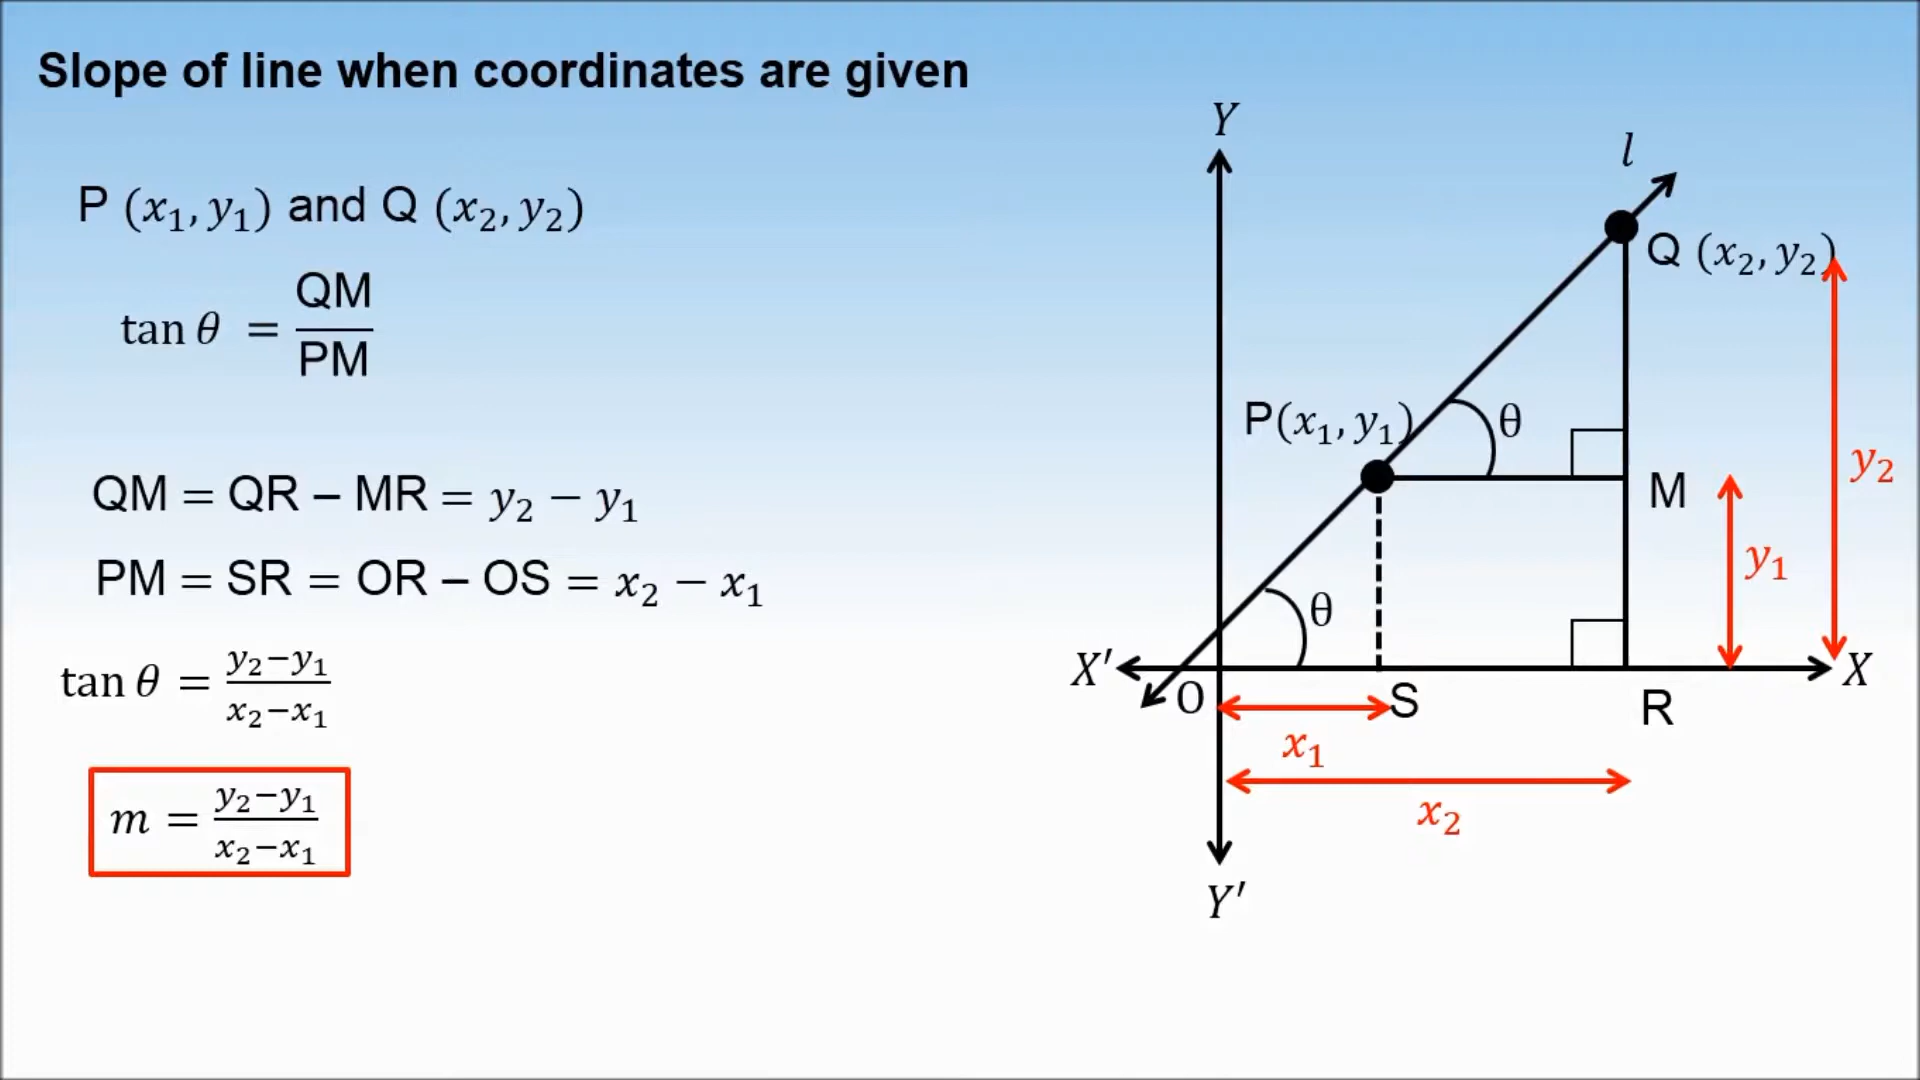 Slope of line when coordinates are given
P (x₁, y₁) and Q (x₂, y₂)
tan θ = QM/PM
QM = QR – MR = y₂ − y₁
PM = SR = OR – OS = x₂ − x₁
tan θ = y₂−y₁/x₂−x₁
m = y₂−y₁/x₂−x₁
Y
l
Q (x₂, y₂)
P(x₁, y₁)
θ
M
y₂
y₁
θ
X′
O
S
R
X
x₁
x₂
Y′